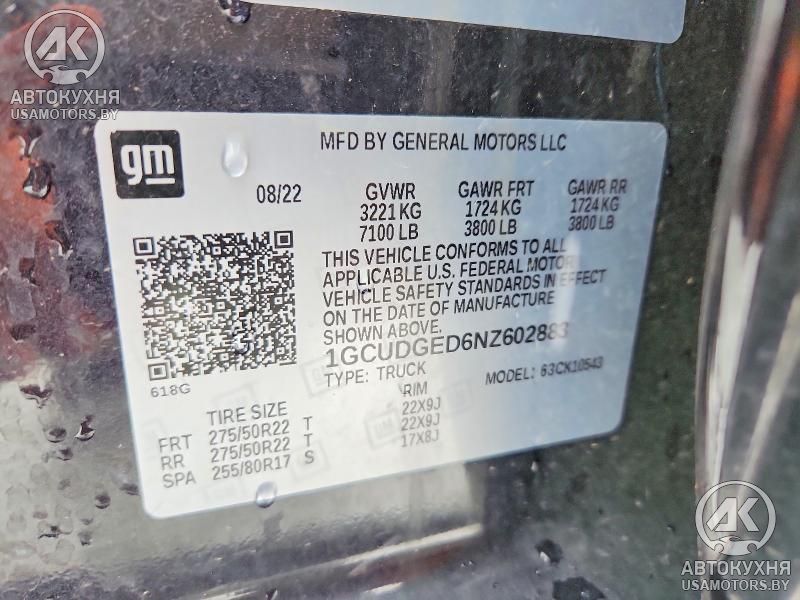 AK
АВТОКУХНЯ
USAMOTORS.BY
gm
MFD BY GENERAL MOTORS LLC
08/22
GVWR GAWR FRT GAWR RR
3221 KG 1724 KG 1724 KG
7100 LB 3800 LB 3800 LB
THIS VEHICLE CONFORMS TO ALL
APPLICABLE U.S. FEDERAL MOTOR
VEHICLE SAFETY STANDARDS IN EFFECT
ON THE DATE OF MANUFACTURE
SHOWN ABOVE.
1GCUDGED6NZ602883
618G
TYPE: TRUCK MODEL: 63CK10543
TIRE SIZE RIM
FRT 275/50R22 T 22X9J
RR 275/50R22 T 22X9J
SPA 255/80R17 S 17X8J
AK
АВТОКУХНЯ
USAMOTORS.BY